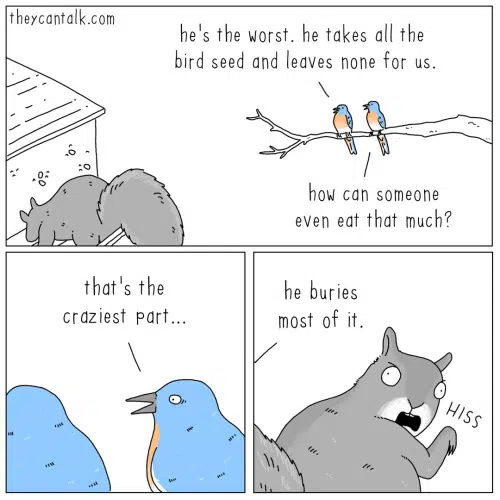 theycantalk.com
he's the worst. he takes all the
bird seed and leaves none for us.
how can someone
even eat that much?
that's the
craziest part...
he buries
most of it.
HISS